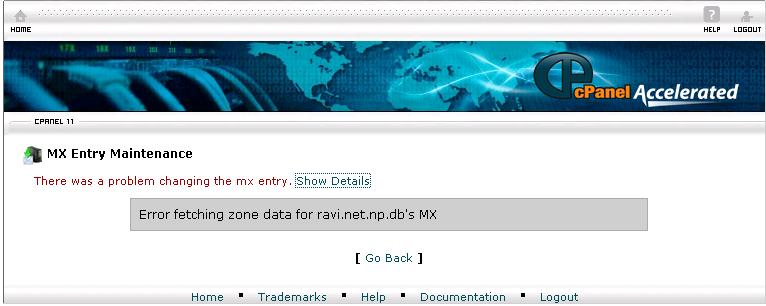 HOME
HELP
LOGOUT
17X 18X
cPanel Accelerated
CPANEL 11
MX Entry Maintenance
There was a problem changing the mx entry. Show Details
Error fetching zone data for ravi.net.np.db's MX
[ Go Back ]
Home ▪ Trademarks ▪ Help ▪ Documentation ▪ Logout